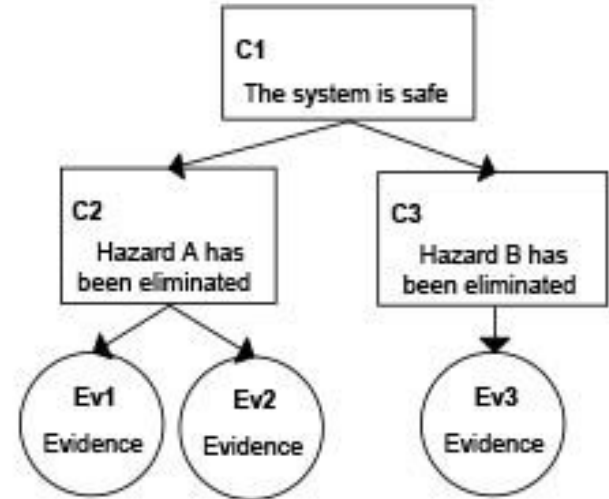 C1
The system is safe
C2
Hazard A has
been eliminated
C3
Hazard B has
been eliminated
Ev1
Evidence
Ev2
Evidence
Ev3
Evidence